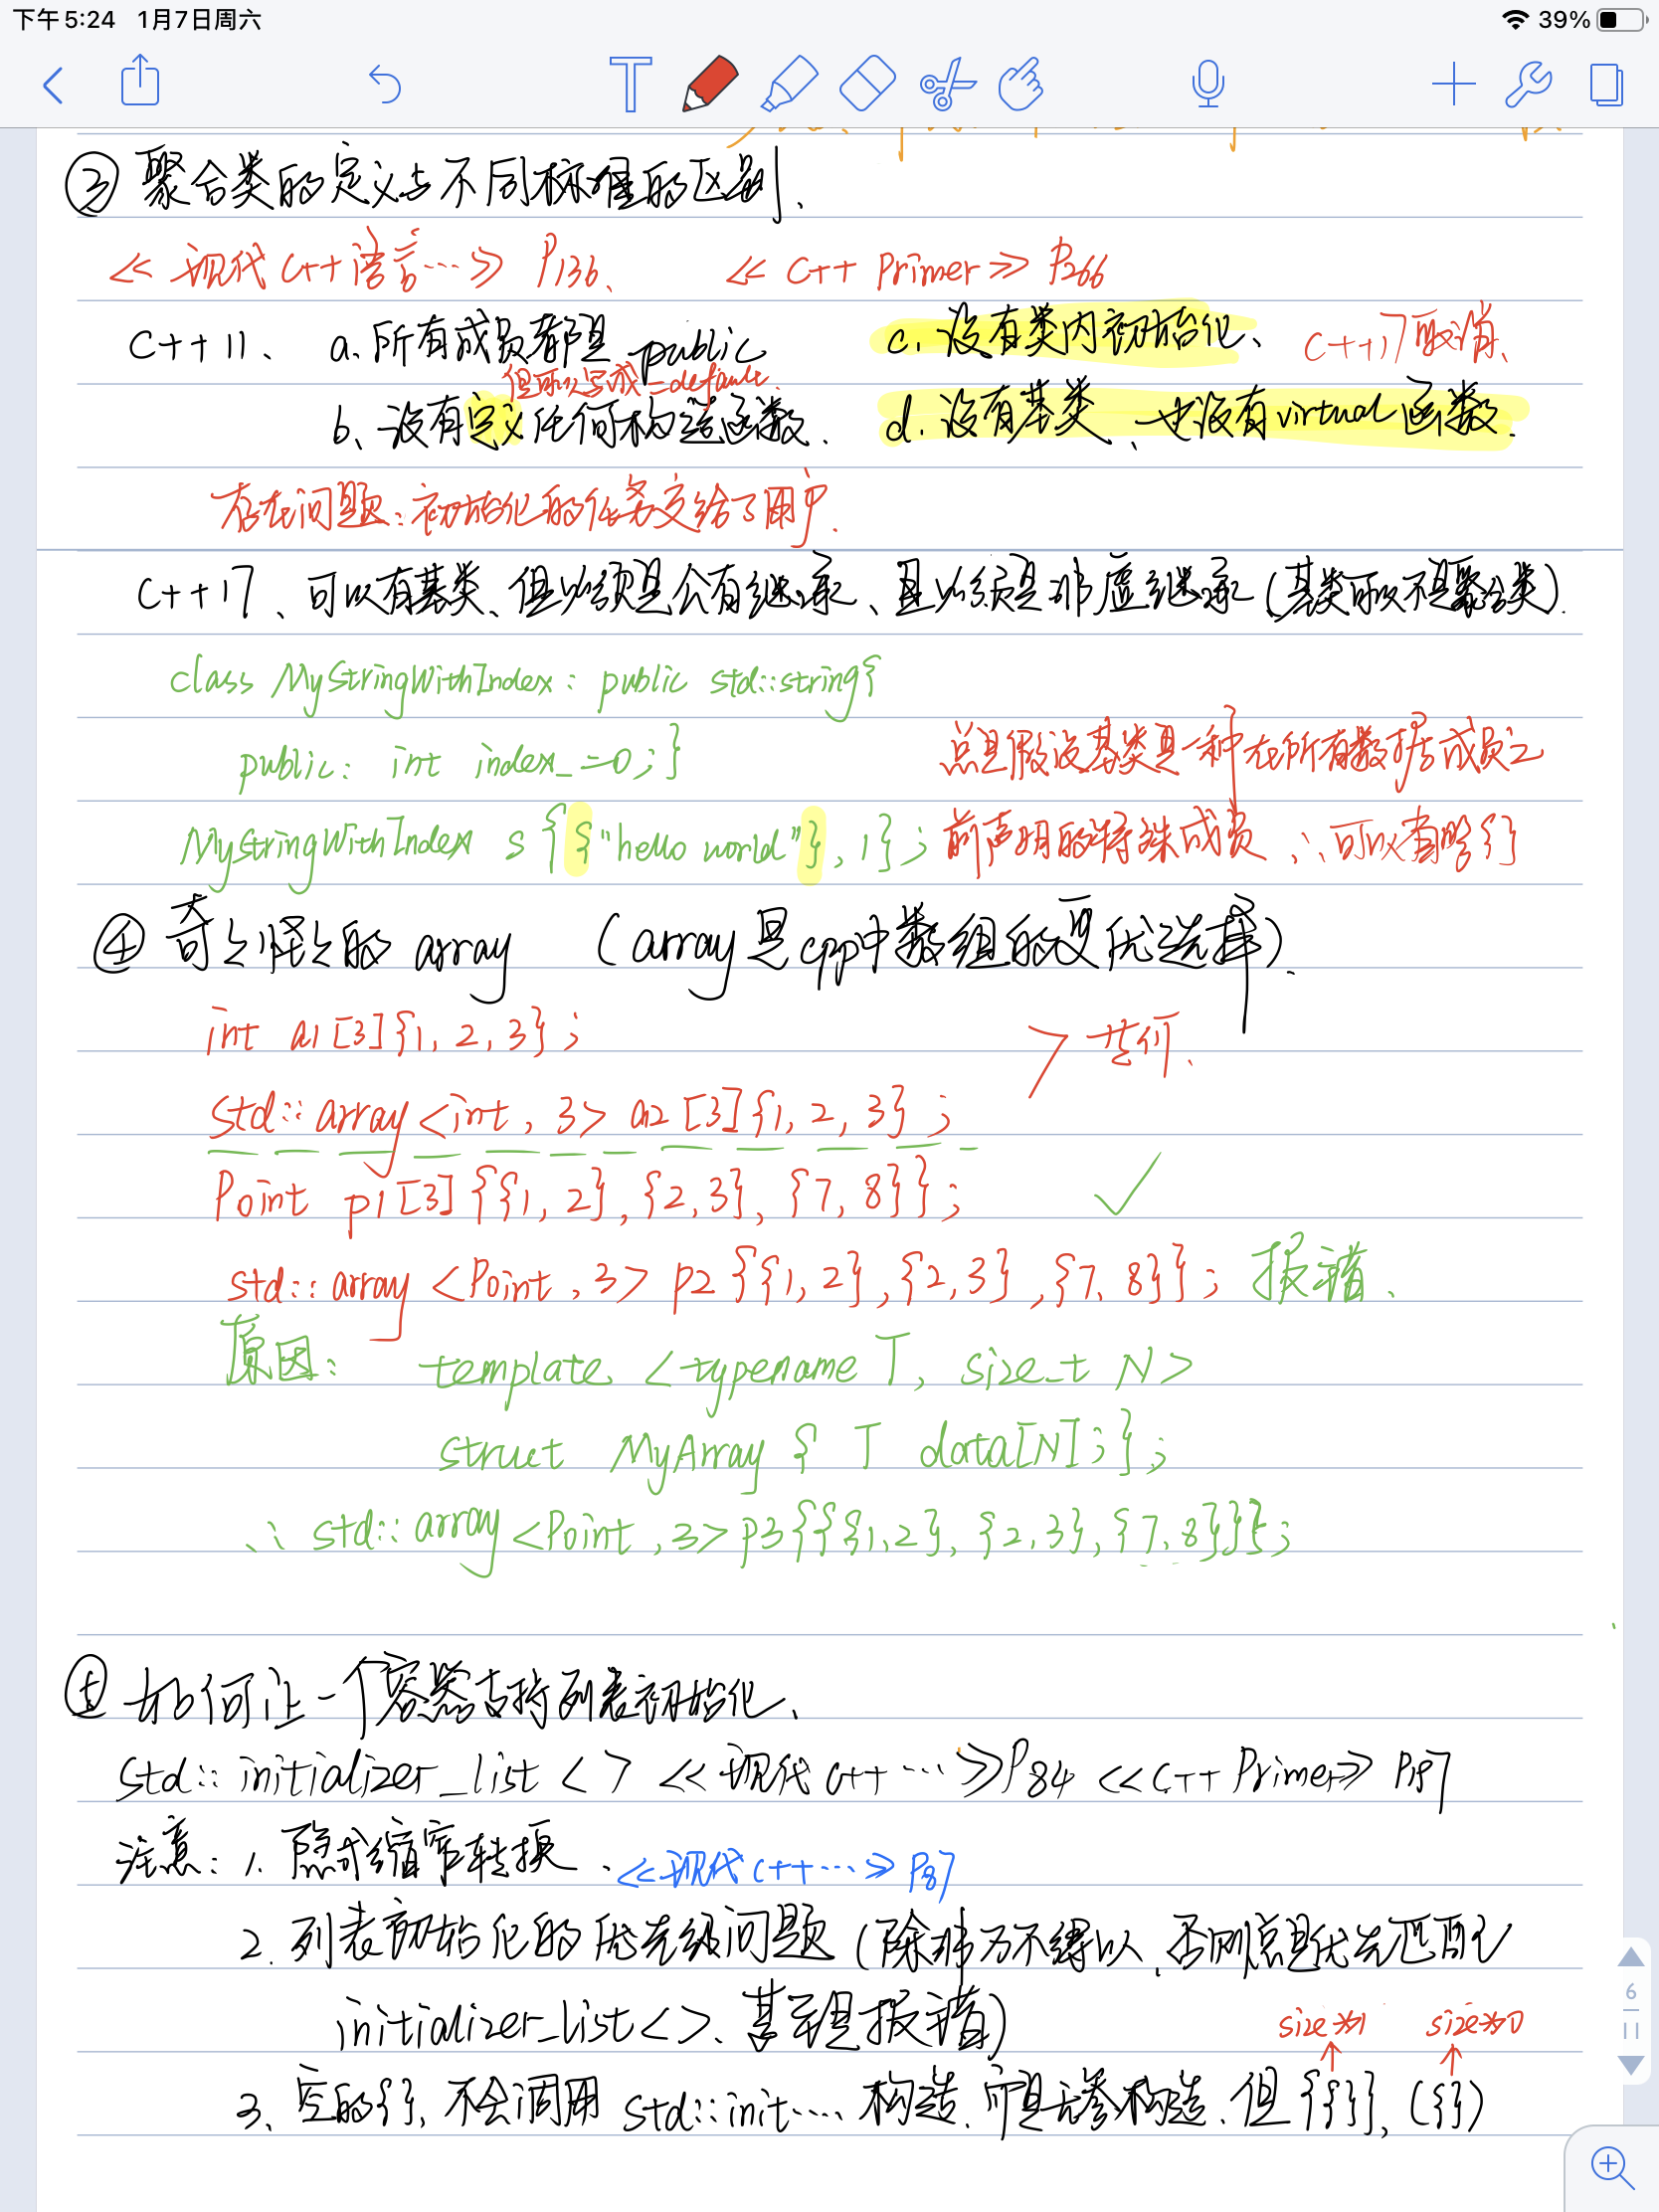 下午5:24 1月7日周六
39%
③ 聚合类的定义与不同标准的区别、
《现代C++语言…》P136、 《C++ Primer》P266
C++11、 a.所有成员都是public c.没有类内初始化、 C++17取消、
但可以写成=default.
b、没有定义任何构造函数. d.没有基类、也没有virtual函数.
存在问题:初始化的任务交给了用户.
C++17、可以有基类、但必须是公有继承、且必须是非虚继承(基类可以不是聚合类).
class MyStringWithIndex: public std::string{
public: int index_=0;} 总是假设基类是一种在所有数据成员之
MyStringWithIndex s{{"hello world"},1}; 前声明的特殊成员 ∴可以省略{}
④ 奇奇怪怪的array (array是cpp中数组的更优选择).
int a1[3]{1,2,3};
> 等价.
std::array<int,3> a2[3]{1,2,3};
Point p1[3]{{1,2},{2,3},{7,8}}; ✓
std::array<Point,3> p2{{1,2},{2,3},{7,8}}; 报错.
原因: template <typename T, size_t N>
struct MyArray { T data[N];};
∴ std::array<Point,3>p3{{{1,2},{2,3},{7,8}}};
⑤ 如何让一个容器支持列表初始化、
std::initializer_list < > 《现代C++…》P84 《C++ Primer》P197
注意: 1. 隐式缩窄转换. 《现代C++…》P87
2. 列表初始化的优先级问题(除非万不得以,否则总是优先匹配
initializer_list<>、甚至是报错)
size为1 size为0
3、空的{}、不会调用 std::init…. 构造、而是无参构造、但{{}}, ({})
6
11